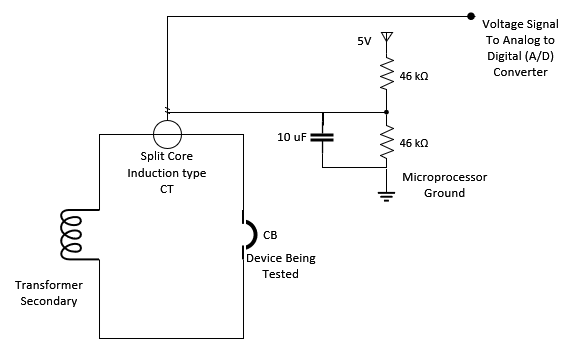 Voltage Signal
To Analog to
Digital (A/D)
Converter
5V
46 kΩ
10 uF
46 kΩ
Split Core
Induction type
CT
Microprocessor
Ground
CB
Device Being
Tested
Transformer
Secondary